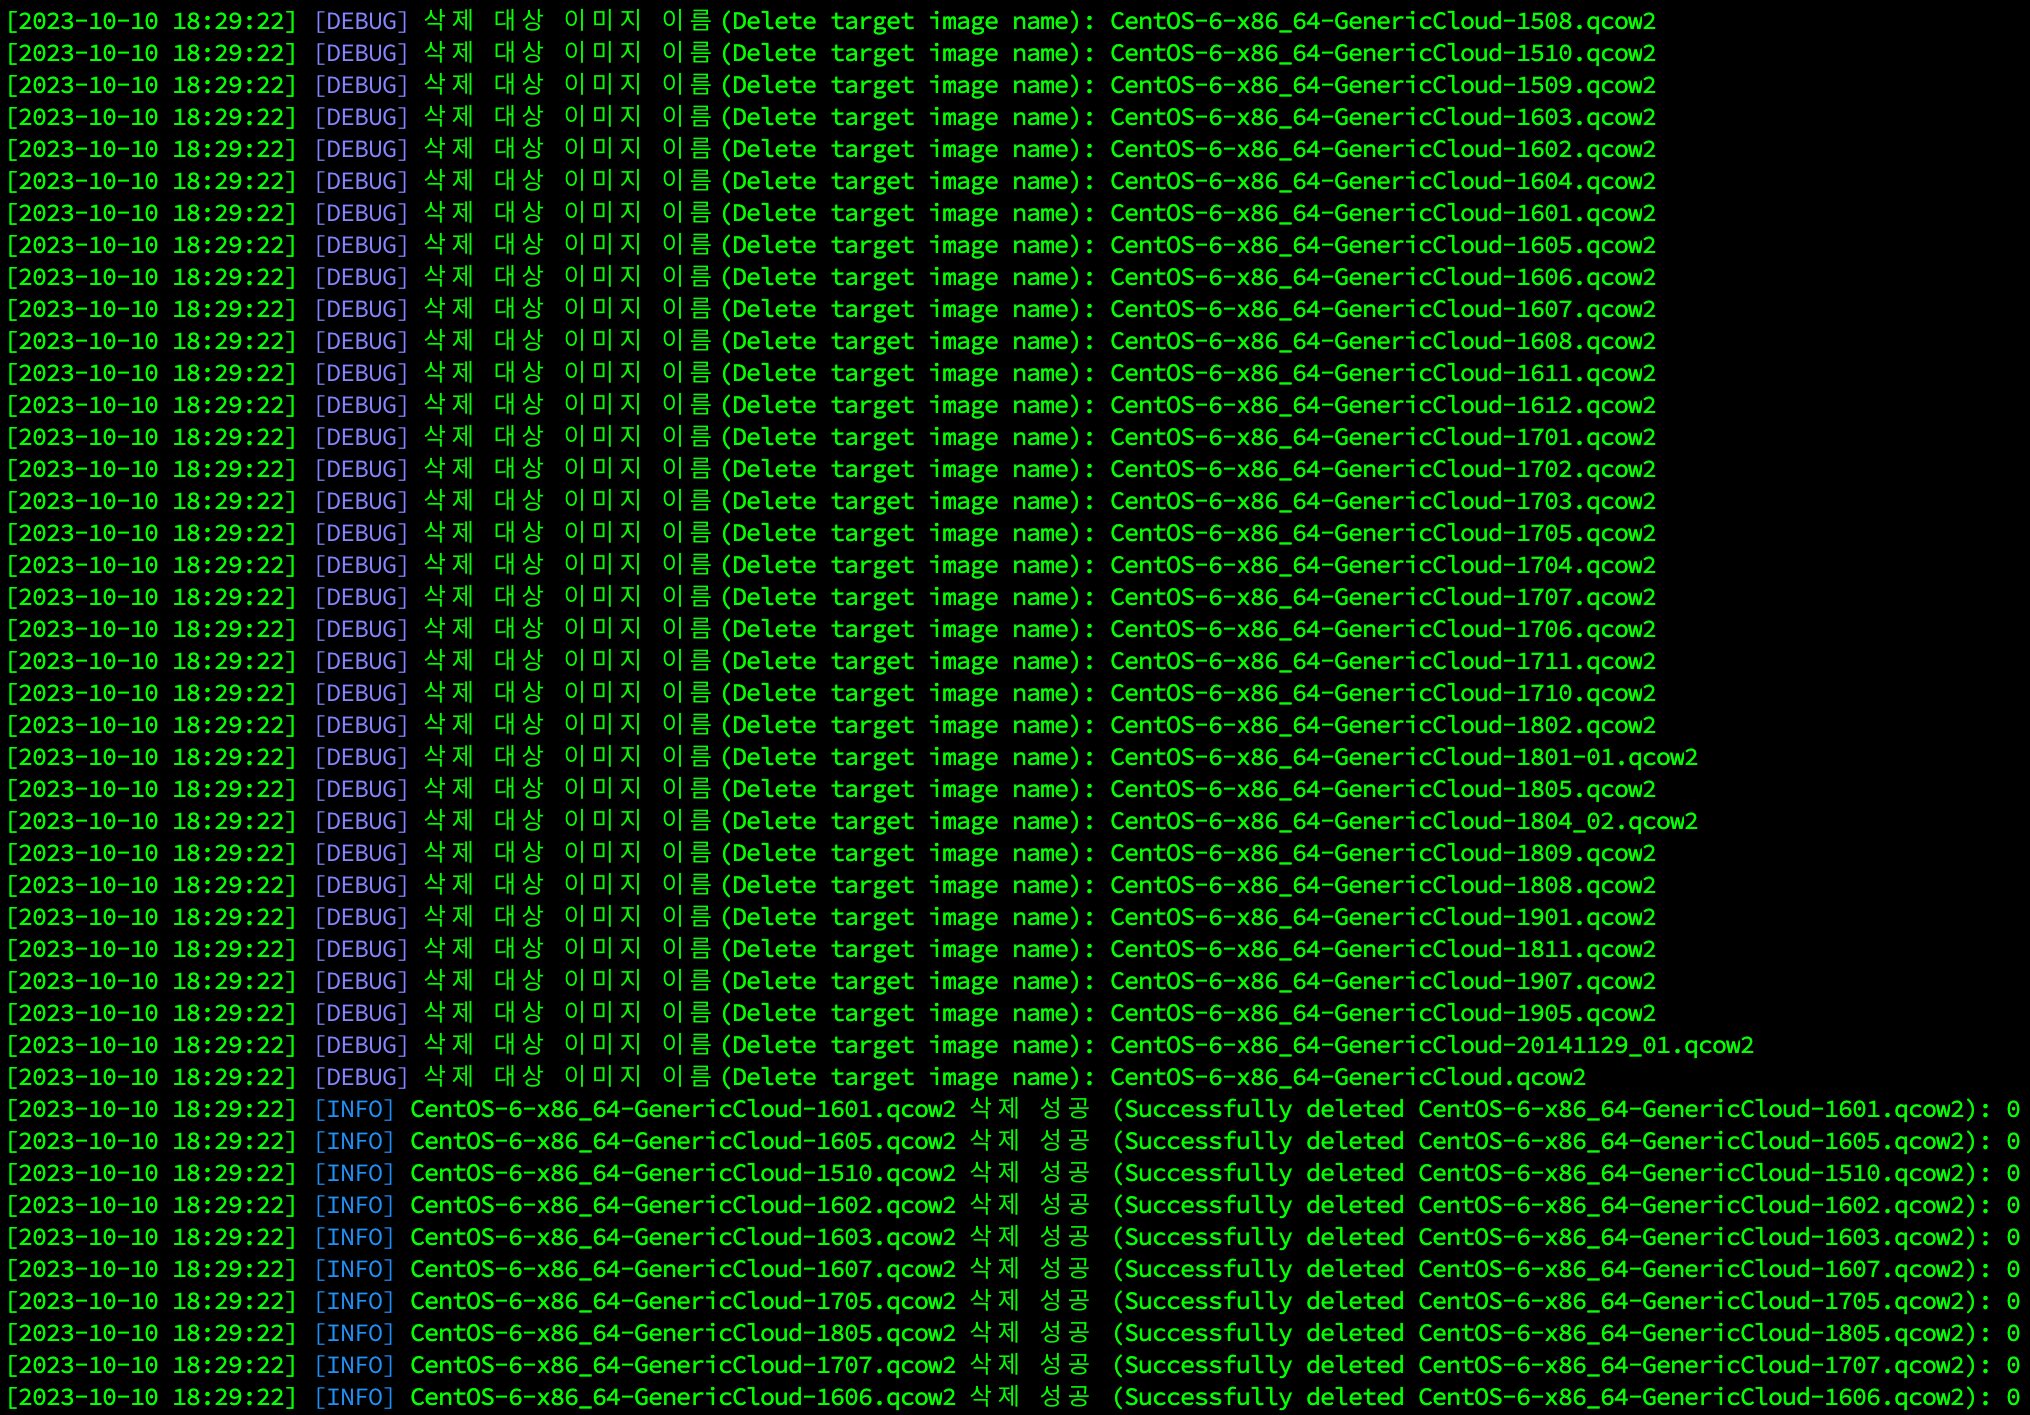 [2023-10-10 18:29:22] [DEBUG] 삭제 대상 이미지 이름(Delete target image name): CentOS-6-x86_64-GenericCloud-1508.qcow2
[2023-10-10 18:29:22] [DEBUG] 삭제 대상 이미지 이름(Delete target image name): CentOS-6-x86_64-GenericCloud-1510.qcow2
[2023-10-10 18:29:22] [DEBUG] 삭제 대상 이미지 이름(Delete target image name): CentOS-6-x86_64-GenericCloud-1509.qcow2
[2023-10-10 18:29:22] [DEBUG] 삭제 대상 이미지 이름(Delete target image name): CentOS-6-x86_64-GenericCloud-1603.qcow2
[2023-10-10 18:29:22] [DEBUG] 삭제 대상 이미지 이름(Delete target image name): CentOS-6-x86_64-GenericCloud-1602.qcow2
[2023-10-10 18:29:22] [DEBUG] 삭제 대상 이미지 이름(Delete target image name): CentOS-6-x86_64-GenericCloud-1604.qcow2
[2023-10-10 18:29:22] [DEBUG] 삭제 대상 이미지 이름(Delete target image name): CentOS-6-x86_64-GenericCloud-1601.qcow2
[2023-10-10 18:29:22] [DEBUG] 삭제 대상 이미지 이름(Delete target image name): CentOS-6-x86_64-GenericCloud-1605.qcow2
[2023-10-10 18:29:22] [DEBUG] 삭제 대상 이미지 이름(Delete target image name): CentOS-6-x86_64-GenericCloud-1606.qcow2
[2023-10-10 18:29:22] [DEBUG] 삭제 대상 이미지 이름(Delete target image name): CentOS-6-x86_64-GenericCloud-1607.qcow2
[2023-10-10 18:29:22] [DEBUG] 삭제 대상 이미지 이름(Delete target image name): CentOS-6-x86_64-GenericCloud-1608.qcow2
[2023-10-10 18:29:22] [DEBUG] 삭제 대상 이미지 이름(Delete target image name): CentOS-6-x86_64-GenericCloud-1611.qcow2
[2023-10-10 18:29:22] [DEBUG] 삭제 대상 이미지 이름(Delete target image name): CentOS-6-x86_64-GenericCloud-1612.qcow2
[2023-10-10 18:29:22] [DEBUG] 삭제 대상 이미지 이름(Delete target image name): CentOS-6-x86_64-GenericCloud-1701.qcow2
[2023-10-10 18:29:22] [DEBUG] 삭제 대상 이미지 이름(Delete target image name): CentOS-6-x86_64-GenericCloud-1702.qcow2
[2023-10-10 18:29:22] [DEBUG] 삭제 대상 이미지 이름(Delete target image name): CentOS-6-x86_64-GenericCloud-1703.qcow2
[2023-10-10 18:29:22] [DEBUG] 삭제 대상 이미지 이름(Delete target image name): CentOS-6-x86_64-GenericCloud-1705.qcow2
[2023-10-10 18:29:22] [DEBUG] 삭제 대상 이미지 이름(Delete target image name): CentOS-6-x86_64-GenericCloud-1704.qcow2
[2023-10-10 18:29:22] [DEBUG] 삭제 대상 이미지 이름(Delete target image name): CentOS-6-x86_64-GenericCloud-1707.qcow2
[2023-10-10 18:29:22] [DEBUG] 삭제 대상 이미지 이름(Delete target image name): CentOS-6-x86_64-GenericCloud-1706.qcow2
[2023-10-10 18:29:22] [DEBUG] 삭제 대상 이미지 이름(Delete target image name): CentOS-6-x86_64-GenericCloud-1711.qcow2
[2023-10-10 18:29:22] [DEBUG] 삭제 대상 이미지 이름(Delete target image name): CentOS-6-x86_64-GenericCloud-1710.qcow2
[2023-10-10 18:29:22] [DEBUG] 삭제 대상 이미지 이름(Delete target image name): CentOS-6-x86_64-GenericCloud-1802.qcow2
[2023-10-10 18:29:22] [DEBUG] 삭제 대상 이미지 이름(Delete target image name): CentOS-6-x86_64-GenericCloud-1801-01.qcow2
[2023-10-10 18:29:22] [DEBUG] 삭제 대상 이미지 이름(Delete target image name): CentOS-6-x86_64-GenericCloud-1805.qcow2
[2023-10-10 18:29:22] [DEBUG] 삭제 대상 이미지 이름(Delete target image name): CentOS-6-x86_64-GenericCloud-1804_02.qcow2
[2023-10-10 18:29:22] [DEBUG] 삭제 대상 이미지 이름(Delete target image name): CentOS-6-x86_64-GenericCloud-1809.qcow2
[2023-10-10 18:29:22] [DEBUG] 삭제 대상 이미지 이름(Delete target image name): CentOS-6-x86_64-GenericCloud-1808.qcow2
[2023-10-10 18:29:22] [DEBUG] 삭제 대상 이미지 이름(Delete target image name): CentOS-6-x86_64-GenericCloud-1901.qcow2
[2023-10-10 18:29:22] [DEBUG] 삭제 대상 이미지 이름(Delete target image name): CentOS-6-x86_64-GenericCloud-1811.qcow2
[2023-10-10 18:29:22] [DEBUG] 삭제 대상 이미지 이름(Delete target image name): CentOS-6-x86_64-GenericCloud-1907.qcow2
[2023-10-10 18:29:22] [DEBUG] 삭제 대상 이미지 이름(Delete target image name): CentOS-6-x86_64-GenericCloud-1905.qcow2
[2023-10-10 18:29:22] [DEBUG] 삭제 대상 이미지 이름(Delete target image name): CentOS-6-x86_64-GenericCloud-20141129_01.qcow2
[2023-10-10 18:29:22] [DEBUG] 삭제 대상 이미지 이름(Delete target image name): CentOS-6-x86_64-GenericCloud.qcow2
[2023-10-10 18:29:22] [INFO] CentOS-6-x86_64-GenericCloud-1601.qcow2 삭제 성공 (Successfully deleted CentOS-6-x86_64-GenericCloud-1601.qcow2): 0
[2023-10-10 18:29:22] [INFO] CentOS-6-x86_64-GenericCloud-1605.qcow2 삭제 성공 (Successfully deleted CentOS-6-x86_64-GenericCloud-1605.qcow2): 0
[2023-10-10 18:29:22] [INFO] CentOS-6-x86_64-GenericCloud-1510.qcow2 삭제 성공 (Successfully deleted CentOS-6-x86_64-GenericCloud-1510.qcow2): 0
[2023-10-10 18:29:22] [INFO] CentOS-6-x86_64-GenericCloud-1602.qcow2 삭제 성공 (Successfully deleted CentOS-6-x86_64-GenericCloud-1602.qcow2): 0
[2023-10-10 18:29:22] [INFO] CentOS-6-x86_64-GenericCloud-1603.qcow2 삭제 성공 (Successfully deleted CentOS-6-x86_64-GenericCloud-1603.qcow2): 0
[2023-10-10 18:29:22] [INFO] CentOS-6-x86_64-GenericCloud-1607.qcow2 삭제 성공 (Successfully deleted CentOS-6-x86_64-GenericCloud-1607.qcow2): 0
[2023-10-10 18:29:22] [INFO] CentOS-6-x86_64-GenericCloud-1705.qcow2 삭제 성공 (Successfully deleted CentOS-6-x86_64-GenericCloud-1705.qcow2): 0
[2023-10-10 18:29:22] [INFO] CentOS-6-x86_64-GenericCloud-1805.qcow2 삭제 성공 (Successfully deleted CentOS-6-x86_64-GenericCloud-1805.qcow2): 0
[2023-10-10 18:29:22] [INFO] CentOS-6-x86_64-GenericCloud-1707.qcow2 삭제 성공 (Successfully deleted CentOS-6-x86_64-GenericCloud-1707.qcow2): 0
[2023-10-10 18:29:22] [INFO] CentOS-6-x86_64-GenericCloud-1606.qcow2 삭제 성공 (Successfully deleted CentOS-6-x86_64-GenericCloud-1606.qcow2): 0